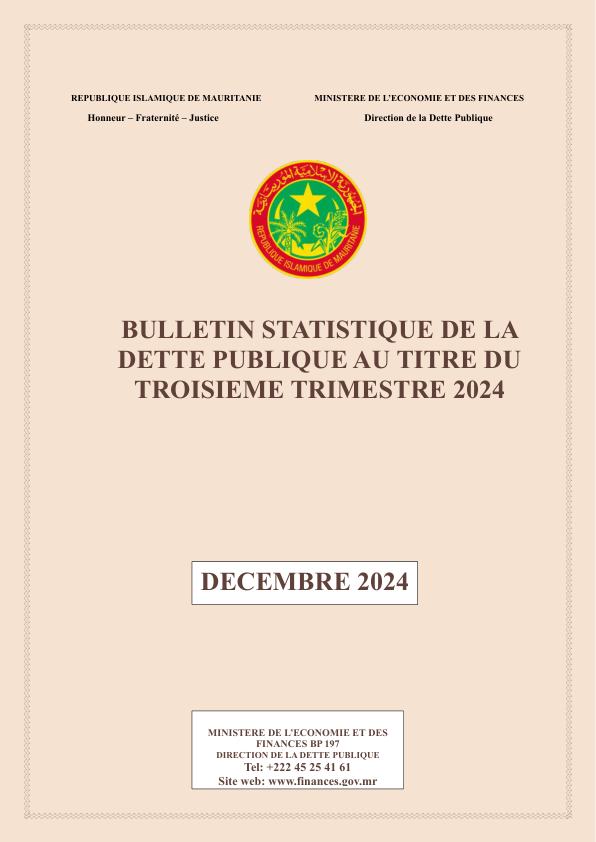 REPUBLIQUE ISLAMIQUE DE MAURITANIE
Honneur – Fraternité – Justice
MINISTERE DE L'ECONOMIE ET DES FINANCES
Direction de la Dette Publique
الجمهورية الإسلامية الموريتانية
REPUBLIQUE ISLAMIQUE DE MAURITANIE
BULLETIN STATISTIQUE DE LA
DETTE PUBLIQUE AU TITRE DU
TROISIEME TRIMESTRE 2024
DECEMBRE 2024
MINISTERE DE L'ECONOMIE ET DES
FINANCES BP 197
DIRECTION DE LA DETTE PUBLIQUE
Tel: +222 45 25 41 61
Site web: www.finances.gov.mr